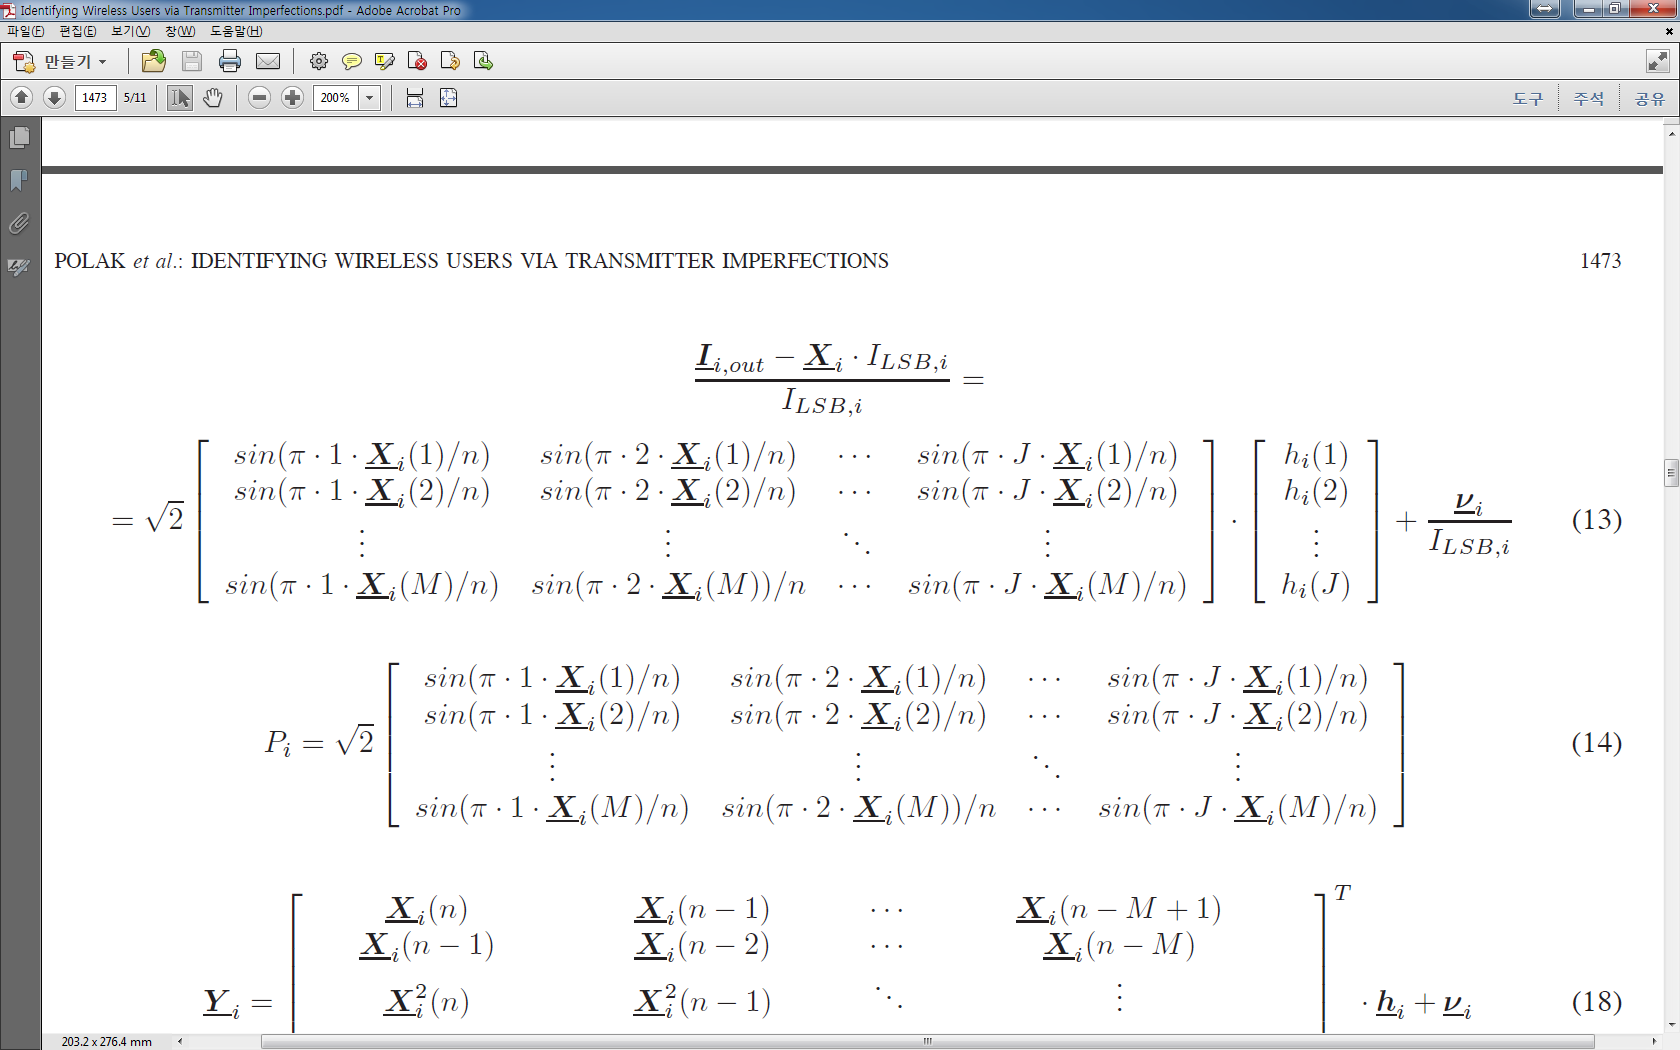 Identifying Wireless Users via Transmitter Imperfections.pdf - Adobe Acrobat Pro
파일(F) 편집(E) 보기(V) 창(W) 도움말(H)
만들기
1473 5/11 200% 도구 주석 공유
POLAK et al.: IDENTIFYING WIRELESS USERS VIA TRANSMITTER IMPERFECTIONS 1473
I_{i,out} − X_i · I_{LSB,i}
=
I_{LSB,i}
sin(π · 1 · X_i(1)/n) sin(π · 2 · X_i(1)/n) ⋯ sin(π · J · X_i(1)/n) h_i(1)
sin(π · 1 · X_i(2)/n) sin(π · 2 · X_i(2)/n) ⋯ sin(π · J · X_i(2)/n) h_i(2)
= √2 [ ⋮ ⋮ ⋱ ⋮ ] · [ ⋮ ] + ν_i / I_{LSB,i} (13)
sin(π · 1 · X_i(M)/n) sin(π · 2 · X_i(M))/n ⋯ sin(π · J · X_i(M)/n) h_i(J)
sin(π · 1 · X_i(1)/n) sin(π · 2 · X_i(1)/n) ⋯ sin(π · J · X_i(1)/n)
sin(π · 1 · X_i(2)/n) sin(π · 2 · X_i(2)/n) ⋯ sin(π · J · X_i(2)/n)
P_i = √2 [ ⋮ ⋮ ⋱ ⋮ ] (14)
sin(π · 1 · X_i(M)/n) sin(π · 2 · X_i(M))/n ⋯ sin(π · J · X_i(M)/n)
X_i(n) X_i(n − 1) ⋯ X_i(n − M + 1) T
X_i(n − 1) X_i(n − 2) ⋯ X_i(n − M)
Y_i = [ X_i^2(n) X_i^2(n − 1) ⋱ ⋮ ] · h_i + ν_i (18)
203.2 x 276.4 mm